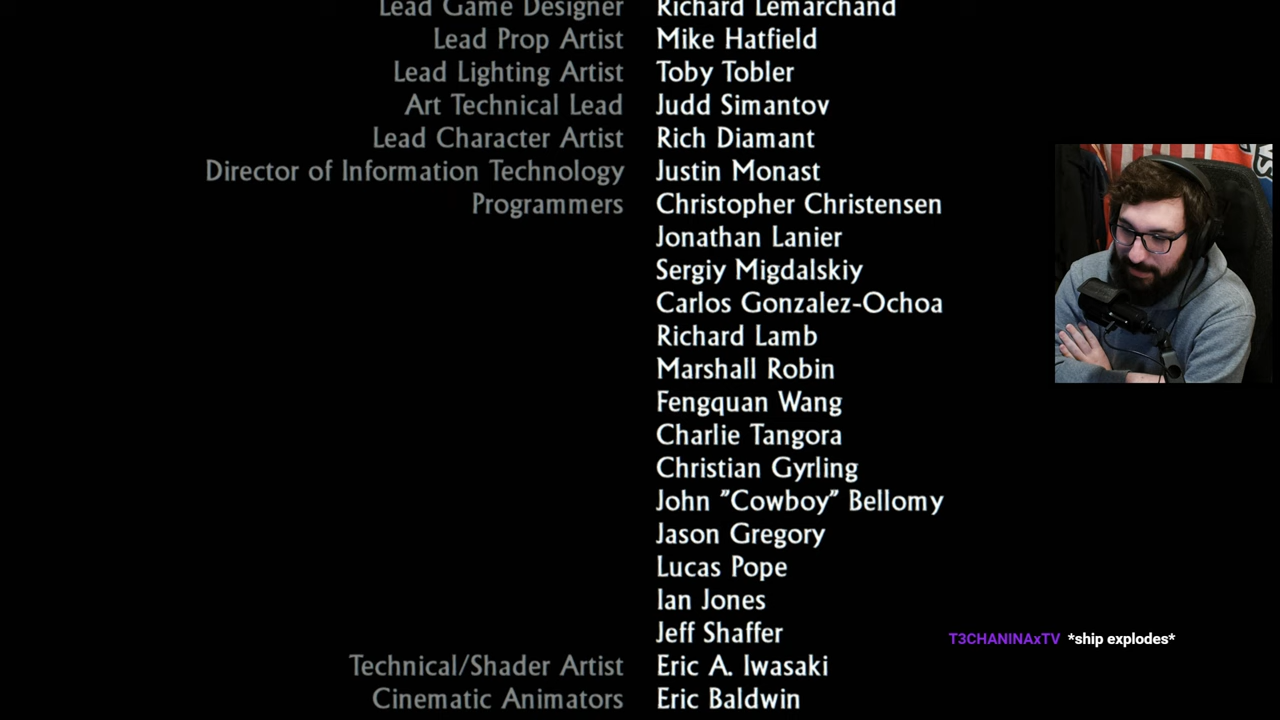 Lead Game Designer Richard Lemarchand
Lead Prop Artist Mike Hatfield
Lead Lighting Artist Toby Tobler
Art Technical Lead Judd Simantov
Lead Character Artist Rich Diamant
Director of Information Technology Justin Monast
Programmers Christopher Christensen
Jonathan Lanier
Sergiy Migdalskiy
Carlos Gonzalez-Ochoa
Richard Lamb
Marshall Robin
Fengquan Wang
Charlie Tangora
Christian Gyrling
John "Cowboy" Bellomy
Jason Gregory
Lucas Pope
Ian Jones
Jeff Shaffer
T3CHANINAxTV *ship explodes*
Technical/Shader Artist Eric A. Iwasaki
Cinematic Animators Eric Baldwin